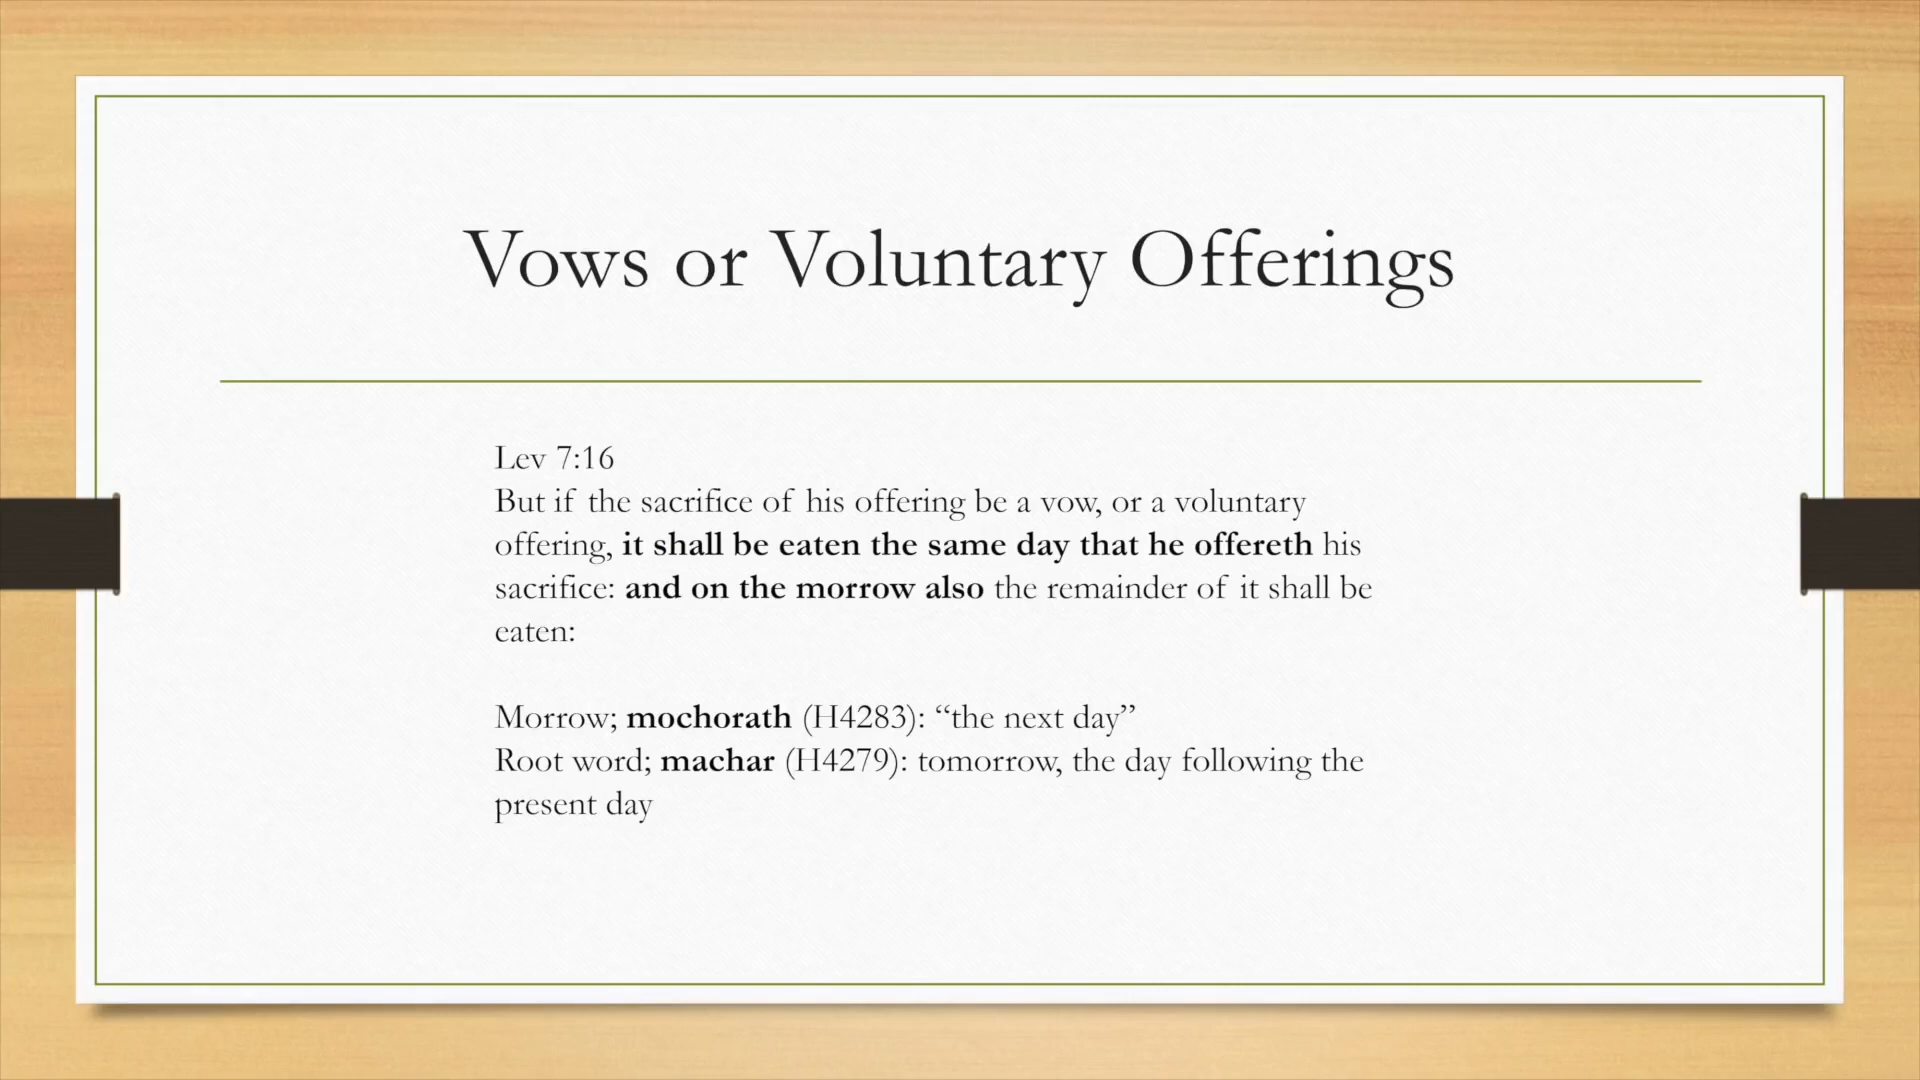 Vows or Voluntary Offerings
Lev 7:16
But if the sacrifice of his offering be a vow, or a voluntary
offering, it shall be eaten the same day that he offereth his
sacrifice: and on the morrow also the remainder of it shall be
eaten:
Morrow; mochorath (H4283): “the next day”
Root word; machar (H4279): tomorrow, the day following the
present day